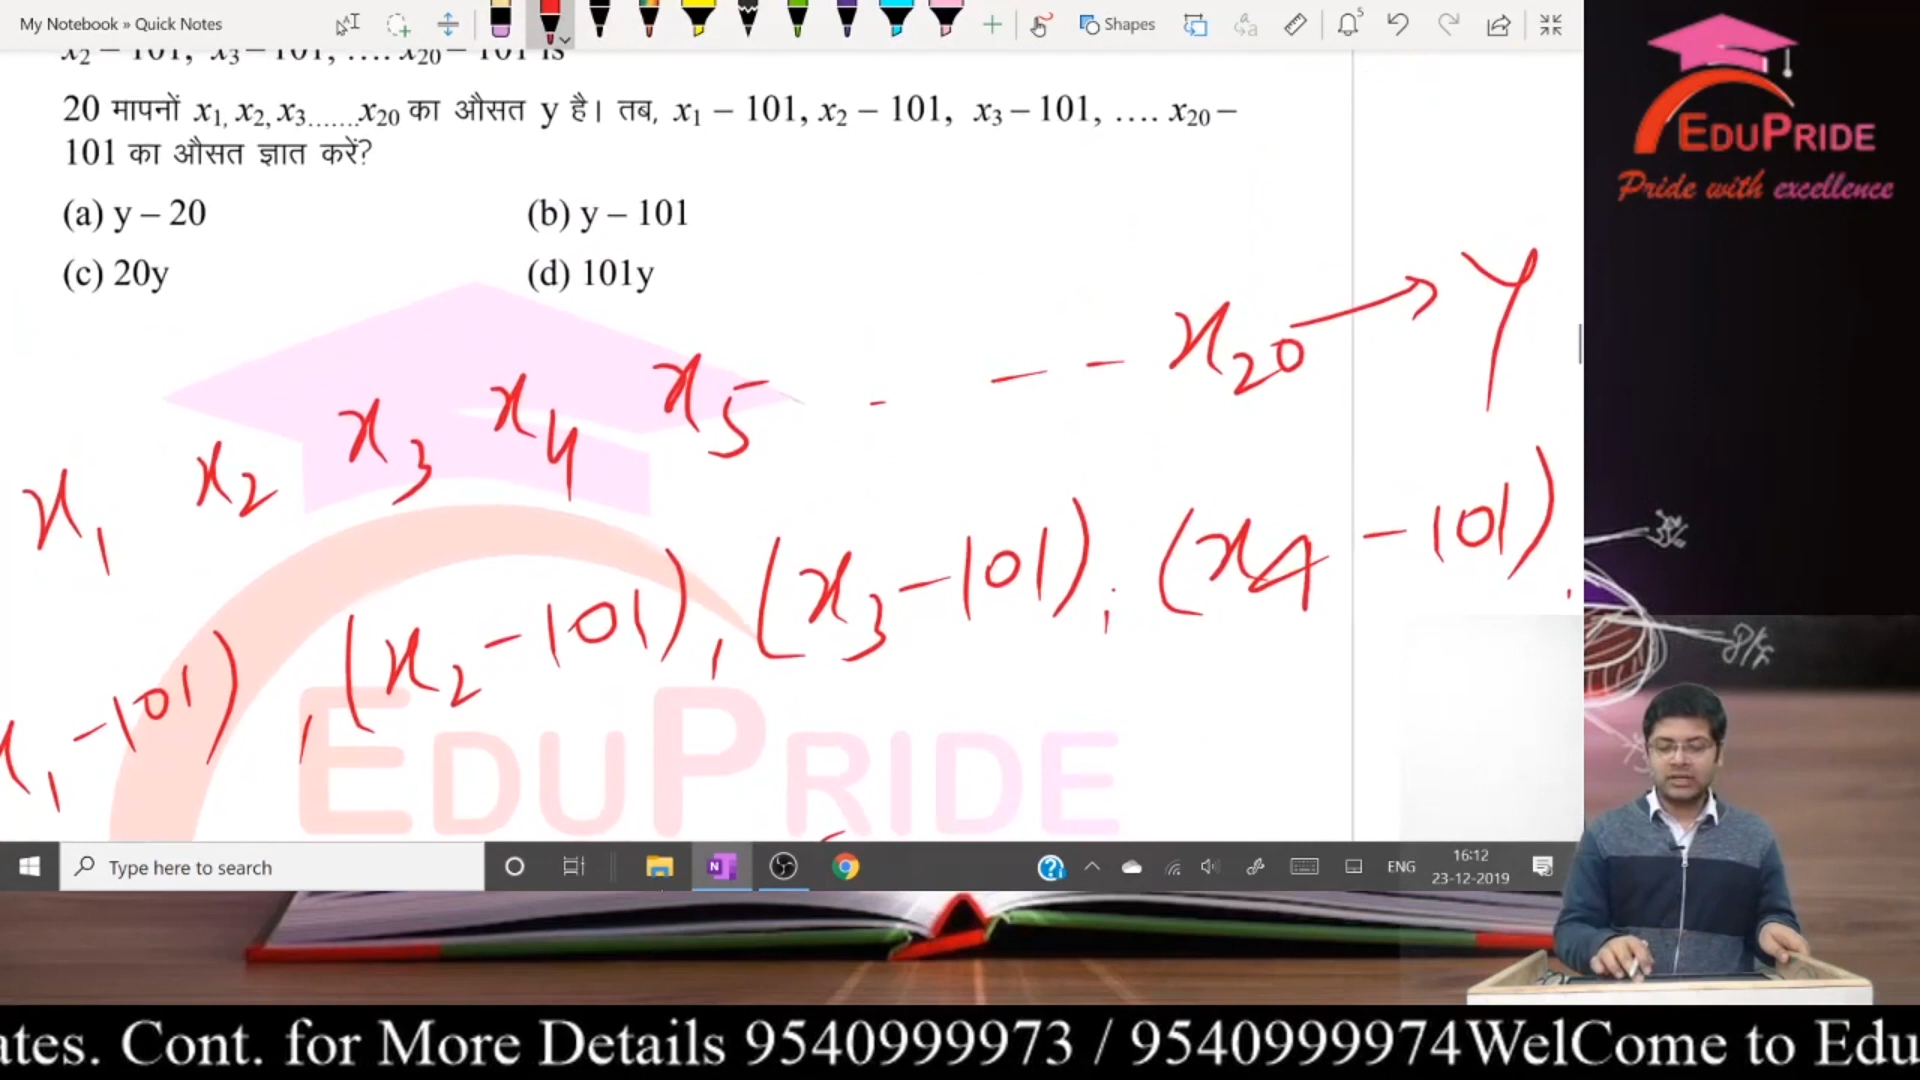 My Notebook » Quick Notes
Shapes
5
x2 – 101, x3 – 101, .... x20 – 101 is
20 मापनों x1, x2, x3.......x20 का औसत y है। तब, x1 – 101, x2 – 101, x3 – 101, .... x20 –
101 का औसत ज्ञात करें?
(a) y – 20 (b) y – 101
(c) 20y (d) 101y
x1 x2 x3 x4 x5 . – – x20 → y
x1 – 101), (x2 – 101), (x3 – 101), (x4 – 101),
EDUPRIDE
EDUPRIDE
Pride with excellence
Type here to search
ENG
16:12
23-12-2019
ates. Cont. for More Details 9540999973 / 9540999974WelCome to Edu